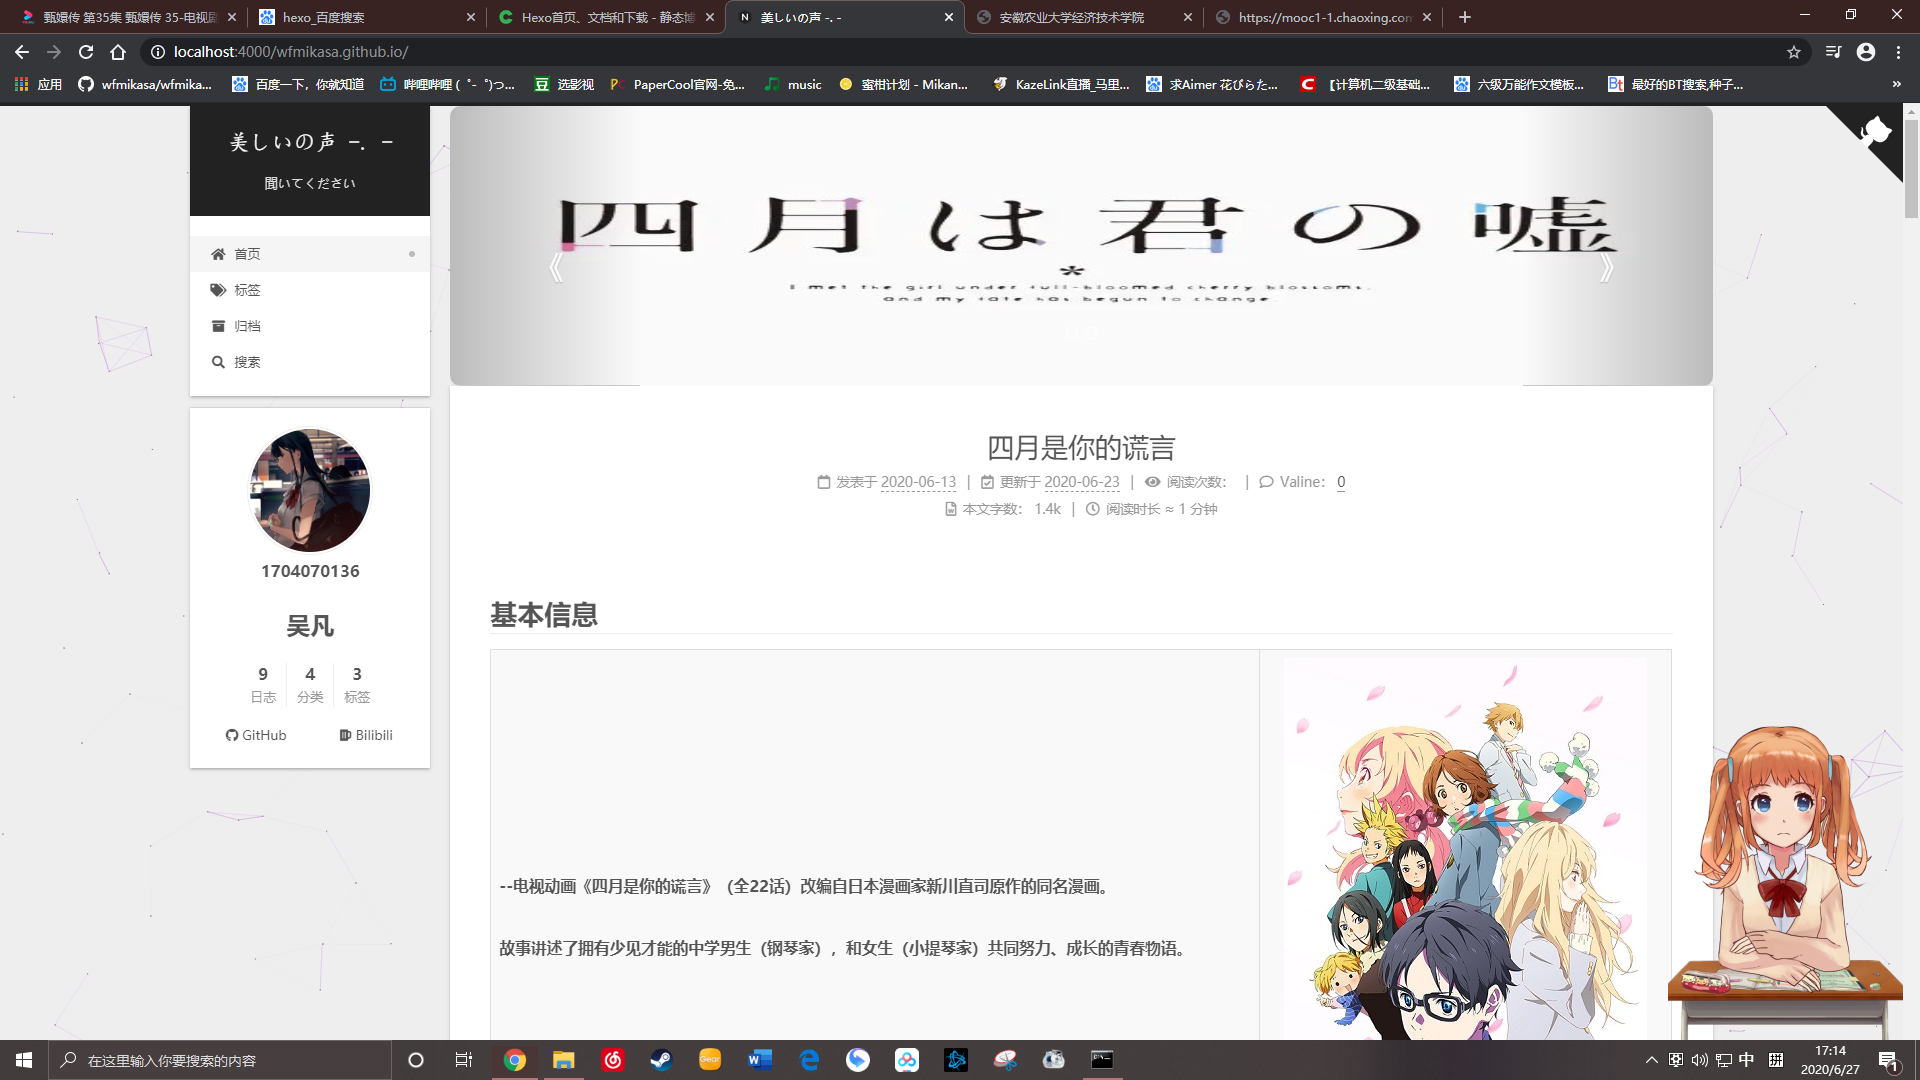 甄嬛传 第35集 甄嬛传 35-电视剧
hexo_百度搜索
Hexo首页、文档和下载 - 静态博
美しいの声 -. -
安徽农业大学经济技术学院
https://mooc1-1.chaoxing.com
localhost:4000/wfmikasa.github.io/
应用
wfmikasa/wfmika...
百度一下，你就知道
哔哩哔哩 (゜-゜)つ...
选影视
PaperCool官网-免...
music
蜜柑计划 - Mikan...
KazeLink直播_马里...
求Aimer 花びらた...
【计算机二级基础...
六级万能作文模板...
最好的BT搜索,种子...
»
美しいの声 -. -
聞いてください
首页
标签
归档
搜索
四月は君の嘘
*
I met the girl under full-bloomed cherry blossoms,
and my fate has begun to change.
1704070136
吴凡
9 4 3
日志 分类 标签
GitHub Bilibili
四月是你的谎言
发表于 2020-06-13 | 更新于 2020-06-23 | 阅读次数： | Valine： 0
本文字数： 1.4k | 阅读时长 ≈ 1 分钟
基本信息
--电视动画《四月是你的谎言》（全22话）改编自日本漫画家新川直司原作的同名漫画。
故事讲述了拥有少见才能的中学男生（钢琴家），和女生（小提琴家）共同努力、成长的青春物语。
在这里输入你要搜索的内容
Gear
中
拼
17:14
2020/6/27
1